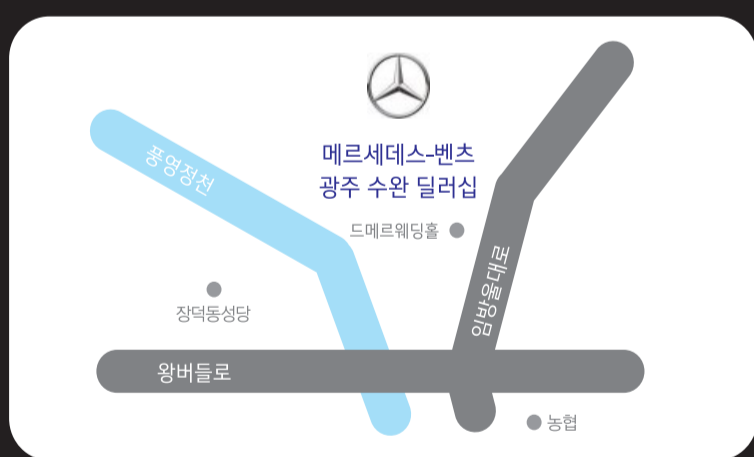 메르세데스-벤츠
광주 수완 딜러십
풍영정천
드메르웨딩홀
임방울대로
장덕동성당
왕버들로
농협